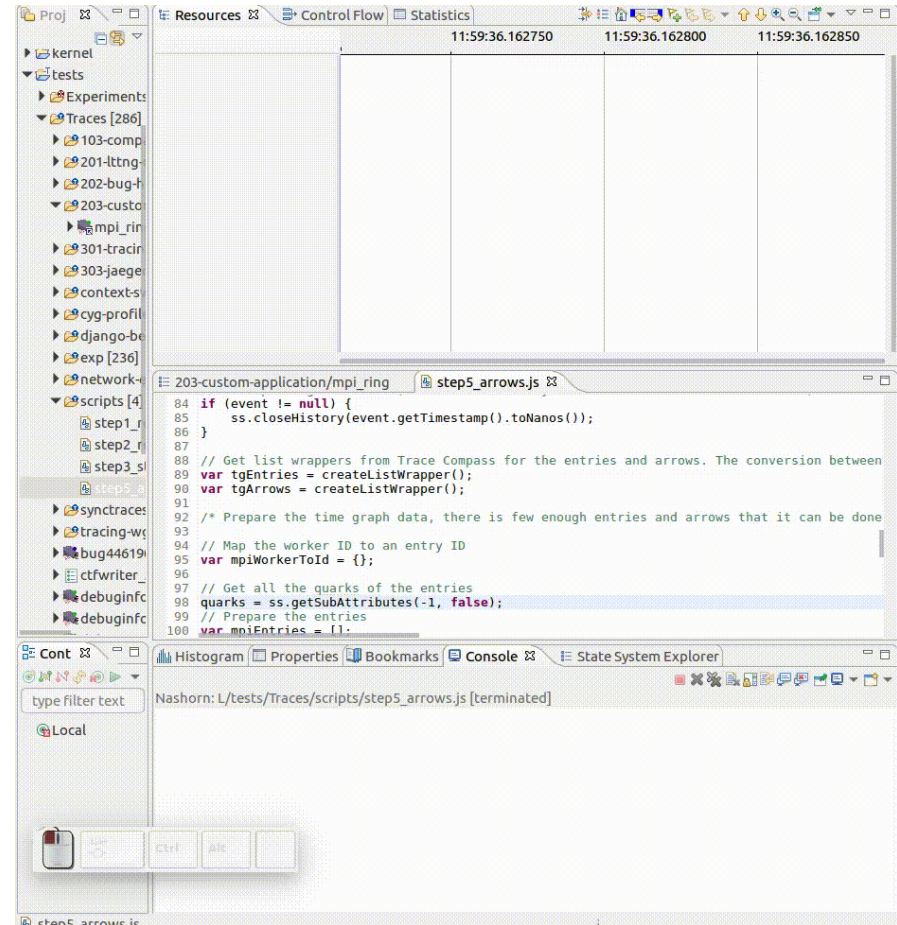 Proj
kernel
tests
Experiments
Traces [286]
103-comp
201-lttng-
202-bug-h
203-custo
mpi_rin
301-tracin
303-jaege
context-s
cyg-profil
django-be
exp [236]
network-
scripts [4]
step1_
step2_
step3_s
step5_a
synctraces
tracing-w
bug44619
ctfwriter_
debuginfo
debuginfo
Resources
Control Flow
Statistics
11:59:36.162750 11:59:36.162800 11:59:36.162850
203-custom-application/mpi_ring
step5_arrows.js
84 if (event != null) {
85 ss.closeHistory(event.getTimestamp().toNanos());
86 }
87
88 // Get list wrappers from Trace Compass for the entries and arrows. The conversion between
89 var tgEntries = createListWrapper();
90 var tgArrows = createListWrapper();
91
92 /* Prepare the time graph data, there is few enough entries and arrows that it can be done
93
94 // Map the worker ID to an entry ID
95 var mpiWorkerToId = {};
96
97 // Get all the quarks of the entries
98 quarks = ss.getSubAttributes(-1, false);
99 // Prepare the entries
100 var mpiEntries = [];
Cont
type filter text
Local
Histogram
Properties
Bookmarks
Console
State System Explorer
Nashorn: L/tests/Traces/scripts/step5_arrows.js [terminated]
Ctrl
Alt
step5_arrows.js